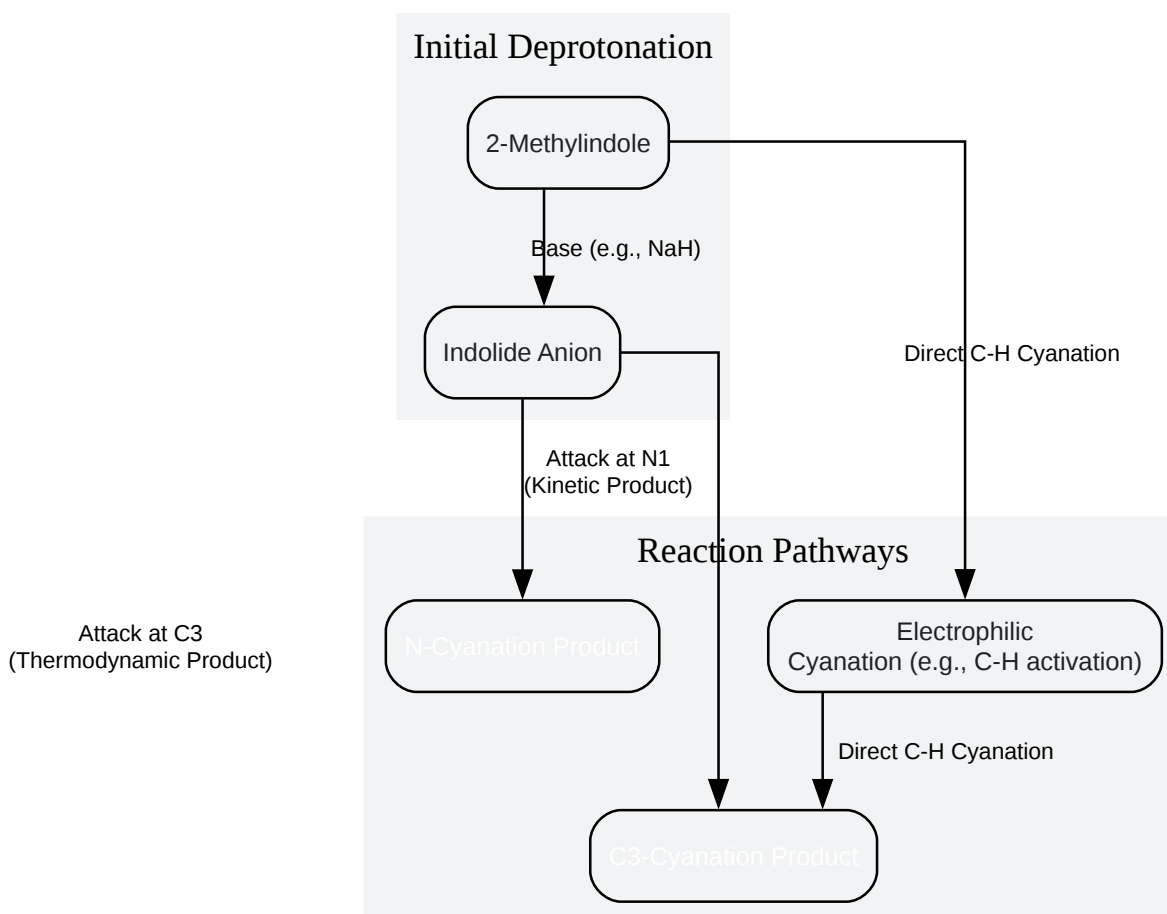 Initial Deprotonation
2-Methylindole
Base (e.g., NaH)
Indolide Anion
Direct C-H Cyanation
Attack at N1
(Kinetic Product)
Reaction Pathways
Attack at C3
(Thermodynamic Product)
N-Cyanation Product
Electrophilic
Cyanation (e.g., C-H activation)
Direct C-H Cyanation
C3-Cyanation Product